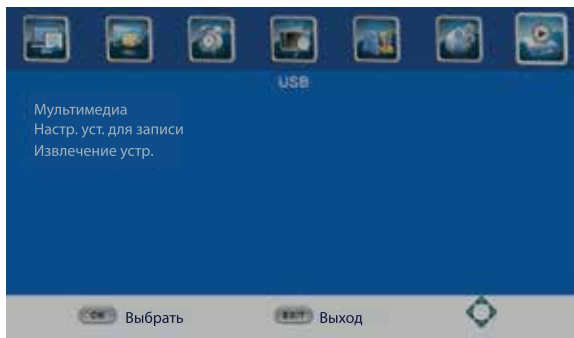 USB
Мультимедиа
Настр. уст. для записи
Извлечение устр.
OK Выбрать EXIT Выход